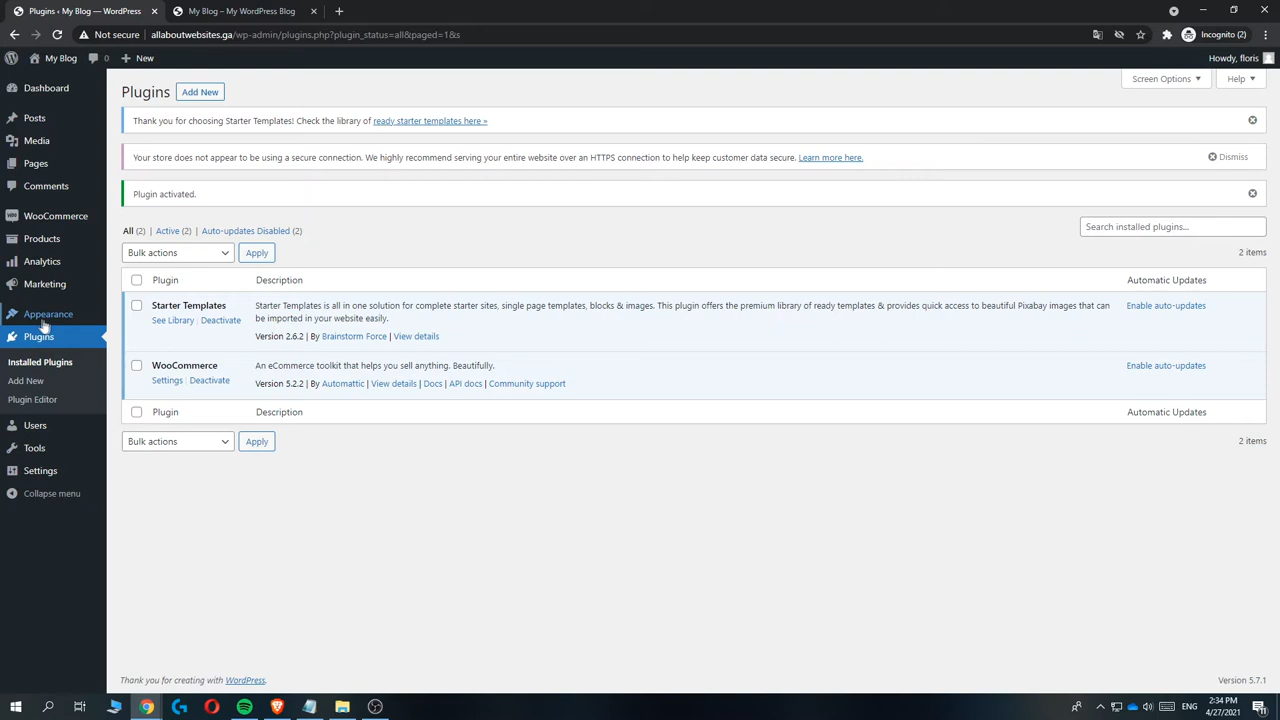 Plugins ‹ My Blog — WordPress
My Blog – My WordPress Blog
Not secure
allaboutwebsites.ga/wp-admin/plugins.php?plugin_status=all&paged=1&s
Incognito (2)
My Blog
0
New
Howdy, floris
Dashboard
Posts
Media
Pages
Comments
WooCommerce
Products
Analytics
Marketing
Appearance
Plugins
Installed Plugins
Add New
Plugin Editor
Users
Tools
Settings
Collapse menu
Screen Options
Help
Plugins
Add New
Thank you for choosing Starter Templates! Check the library of ready starter templates here »
Your store does not appear to be using a secure connection. We highly recommend serving your entire website over an HTTPS connection to help keep customer data secure. Learn more here.
Dismiss
Plugin activated.
All (2) | Active (2) | Auto-updates Disabled (2)
Search installed plugins...
Bulk actions
Apply
2 items
Plugin
Description
Automatic Updates
Starter Templates
See Library | Deactivate
Starter Templates is all in one solution for complete starter sites, single page templates, blocks & images. This plugin offers the premium library of ready templates & provides quick access to beautiful Pixabay images that can
be imported in your website easily.
Version 2.6.2 | By Brainstorm Force | View details
Enable auto-updates
WooCommerce
Settings | Deactivate
An eCommerce toolkit that helps you sell anything. Beautifully.
Version 5.2.2 | By Automattic | View details | Docs | API docs | Community support
Enable auto-updates
Plugin
Description
Automatic Updates
Bulk actions
Apply
2 items
Thank you for creating with WordPress.
Version 5.7.1
ENG
2:34 PM
4/27/2021